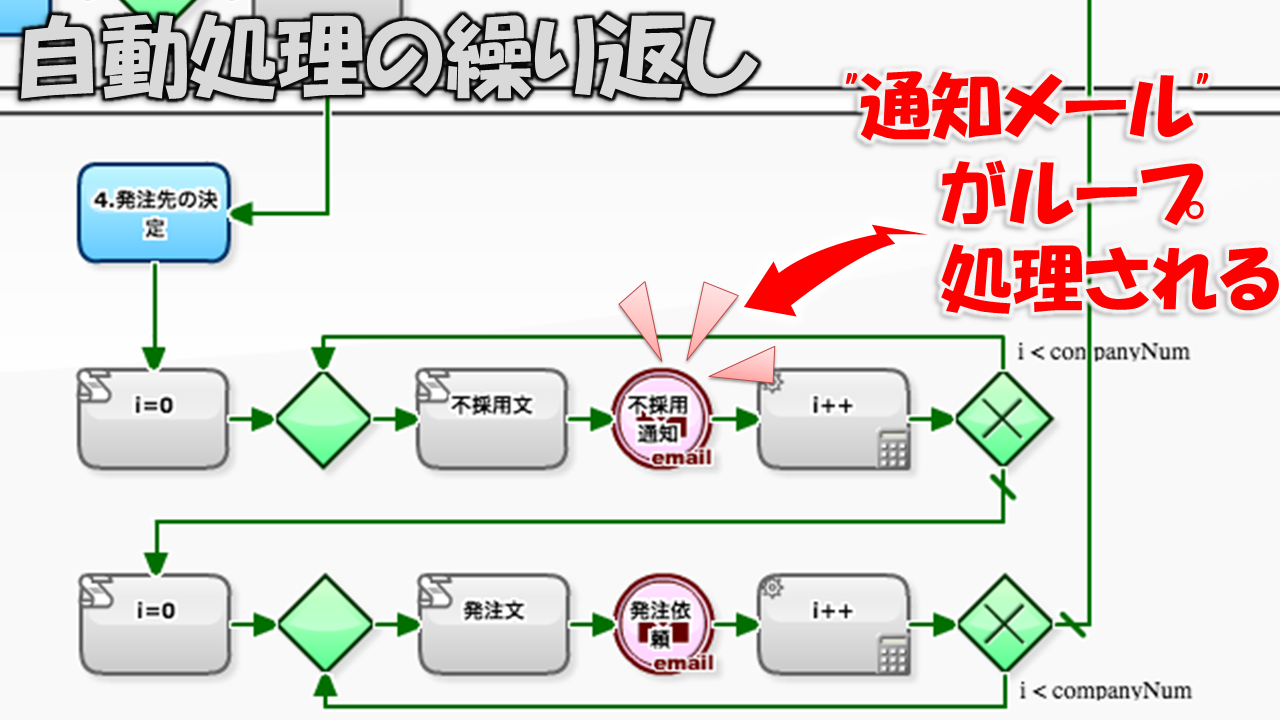 自動処理の繰り返し
"通知メール"
がループ
処理される
4.発注先の決
定
i < companyNum
i=0
不採用文
不採用
通知
email
i++
i=0
発注文
発注依
頼
email
i++
i < companyNum